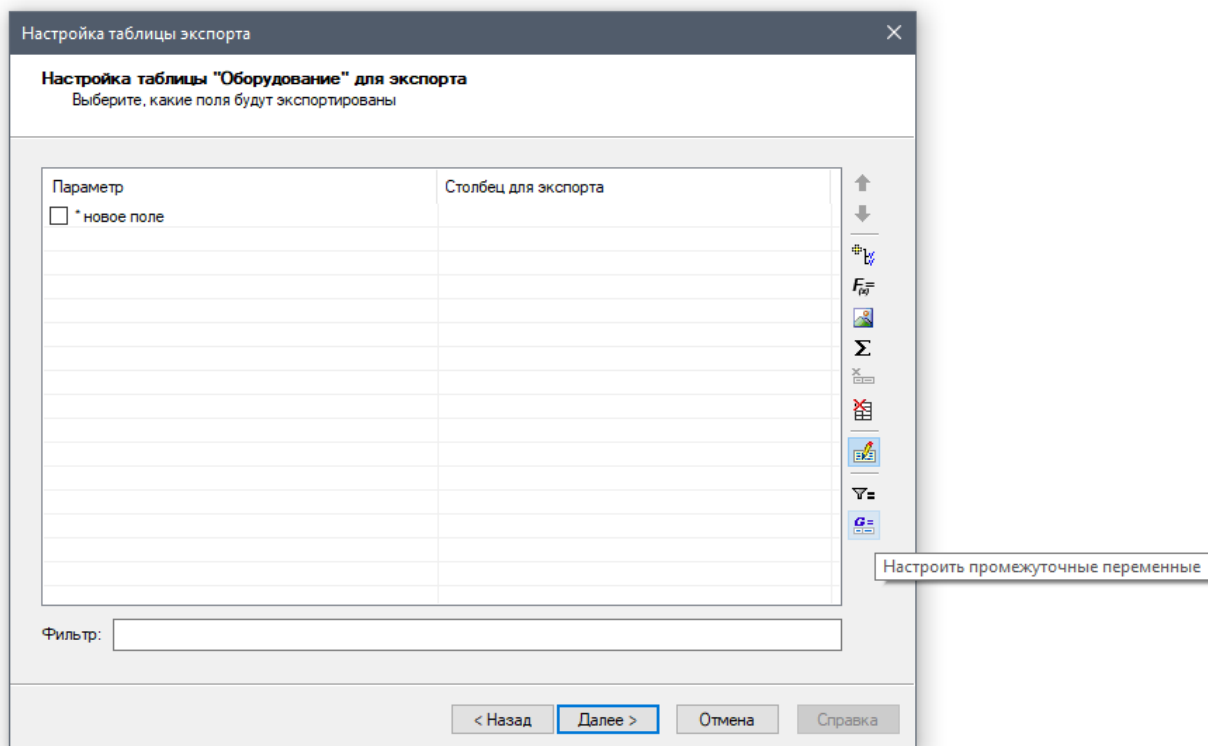 Настройка таблицы экспорта
Настройка таблицы "Оборудование" для экспорта
Выберите, какие поля будут экспортированы
Параметр
Столбец для экспорта
* новое поле
F(x)=
Σ
G=
Настроить промежуточные переменные
Фильтр:
< Назад
Далее >
Отмена
Справка